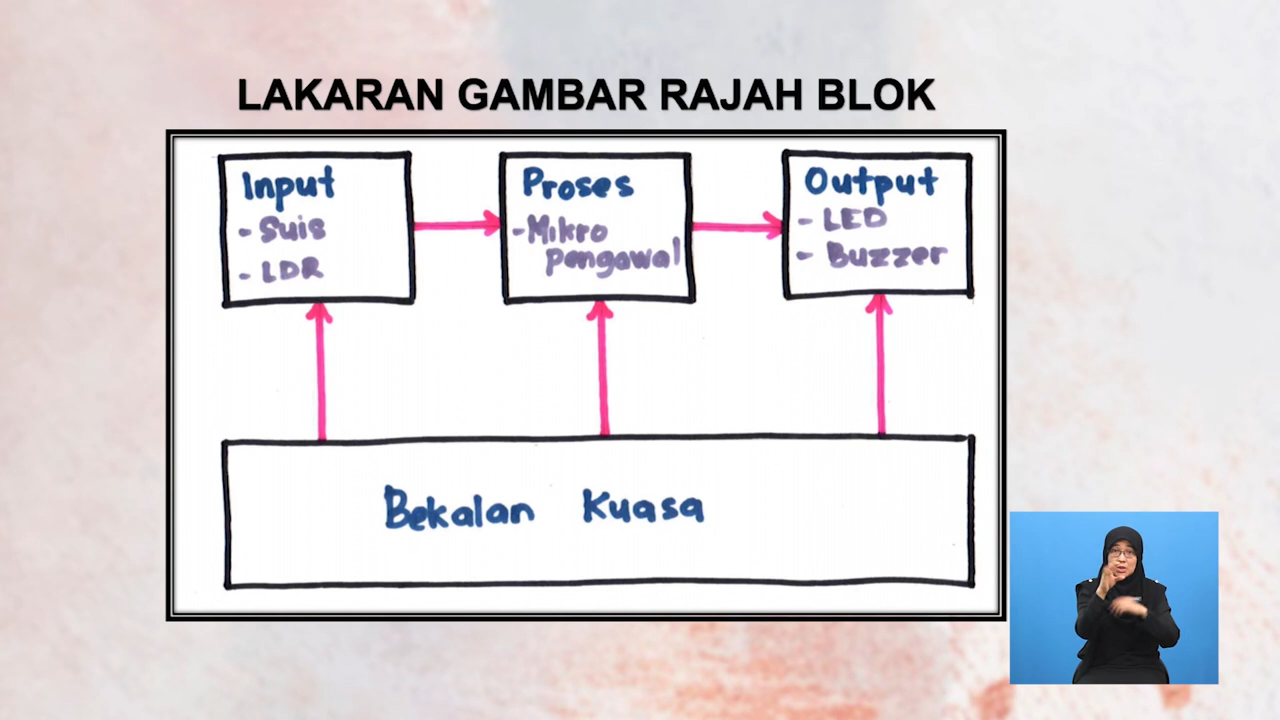 LAKARAN GAMBAR RAJAH BLOK
Input
- Suis
- LDR
Proses
- Mikro
pengawal
Output
- LED
- Buzzer
Bekalan Kuasa